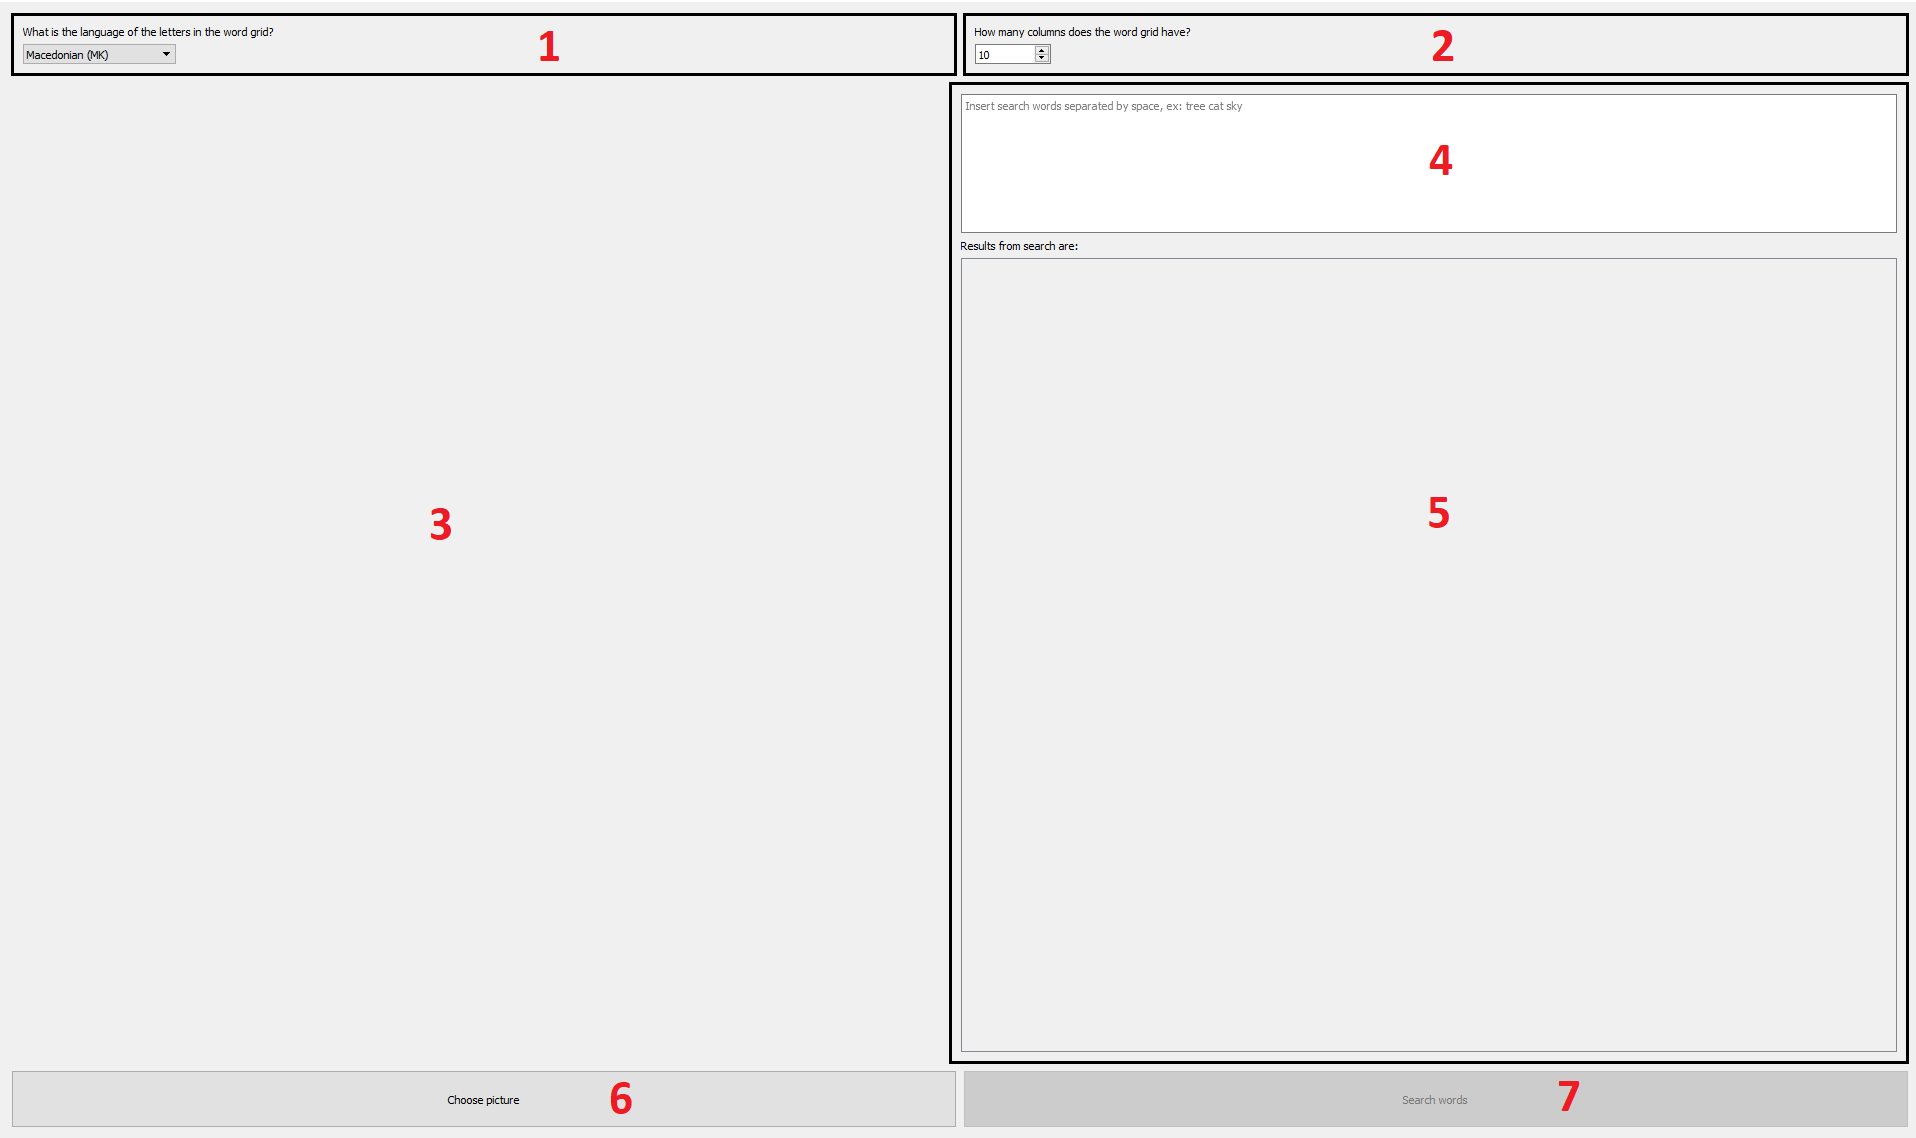 What is the language of the letters in the word grid?
Macedonian (MK)
1
How many columns does the word grid have?
10
2
3
Insert search words separated by space, ex: tree cat sky
4
Results from search are:
5
Choose picture
6
Search words
7